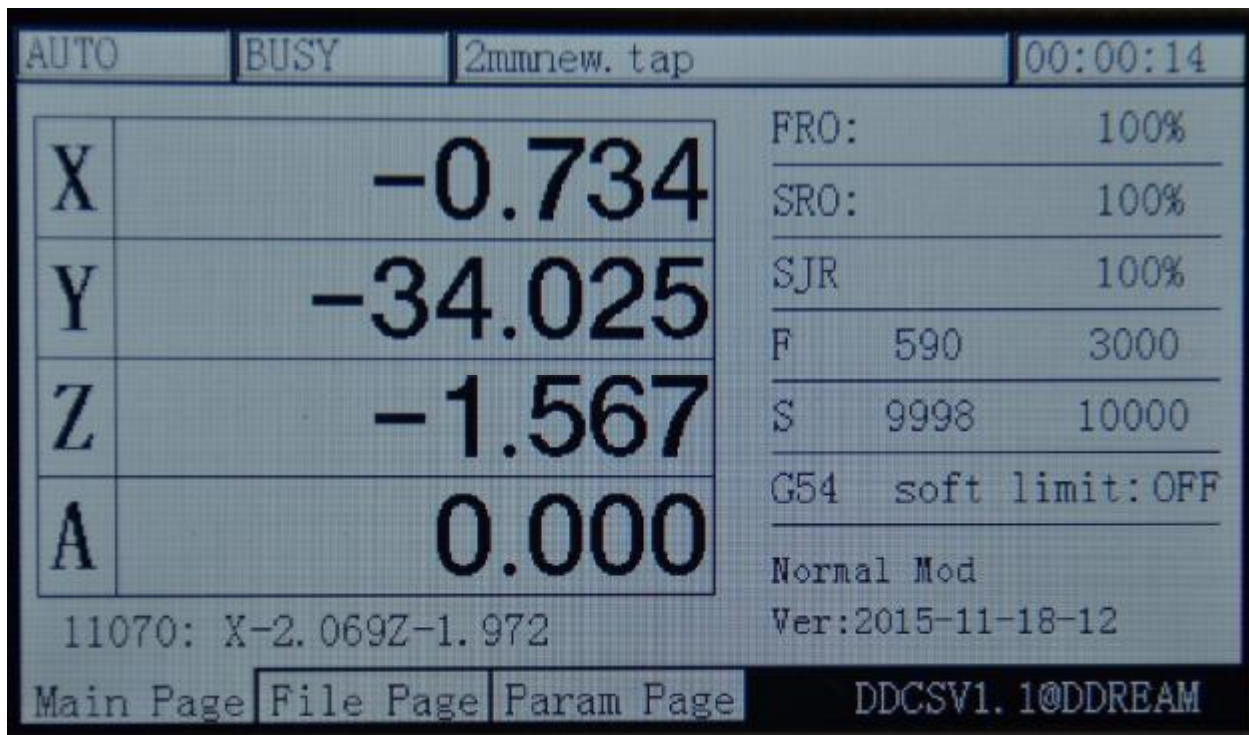 AUTO BUSY 2mmnew.tap 00:00:14
X -0.734
Y -34.025
Z -1.567
A 0.000
FRO: 100%
SRO: 100%
SJR 100%
F 590 3000
S 9998 10000
G54 soft limit:OFF
Normal Mod
Ver:2015-11-18-12
11070: X-2.069Z-1.972
Main Page File Page Param Page DDCSV1.1@DDREAM